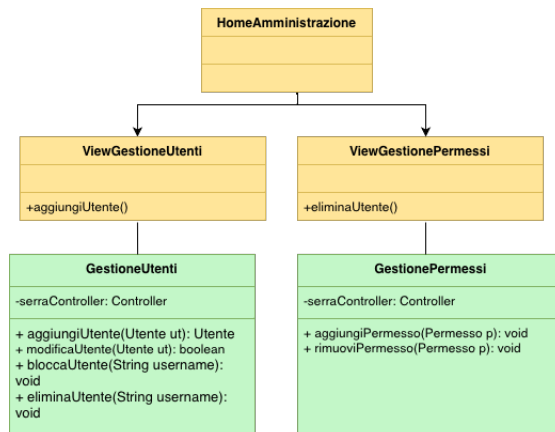 HomeAmministrazione
ViewGestioneUtenti
+aggiungiUtente()
ViewGestionePermessi
+eliminaUtente()
GestioneUtenti
-serraController: Controller
+ aggiungiUtente(Utente ut): Utente
+ modificaUtente(Utente ut): boolean
+ bloccaUtente(String username):
void
+ eliminaUtente(String username):
void
GestionePermessi
-serraController: Controller
+ aggiungiPermesso(Permesso p): void
+ rimuoviPermesso(Permesso p): void